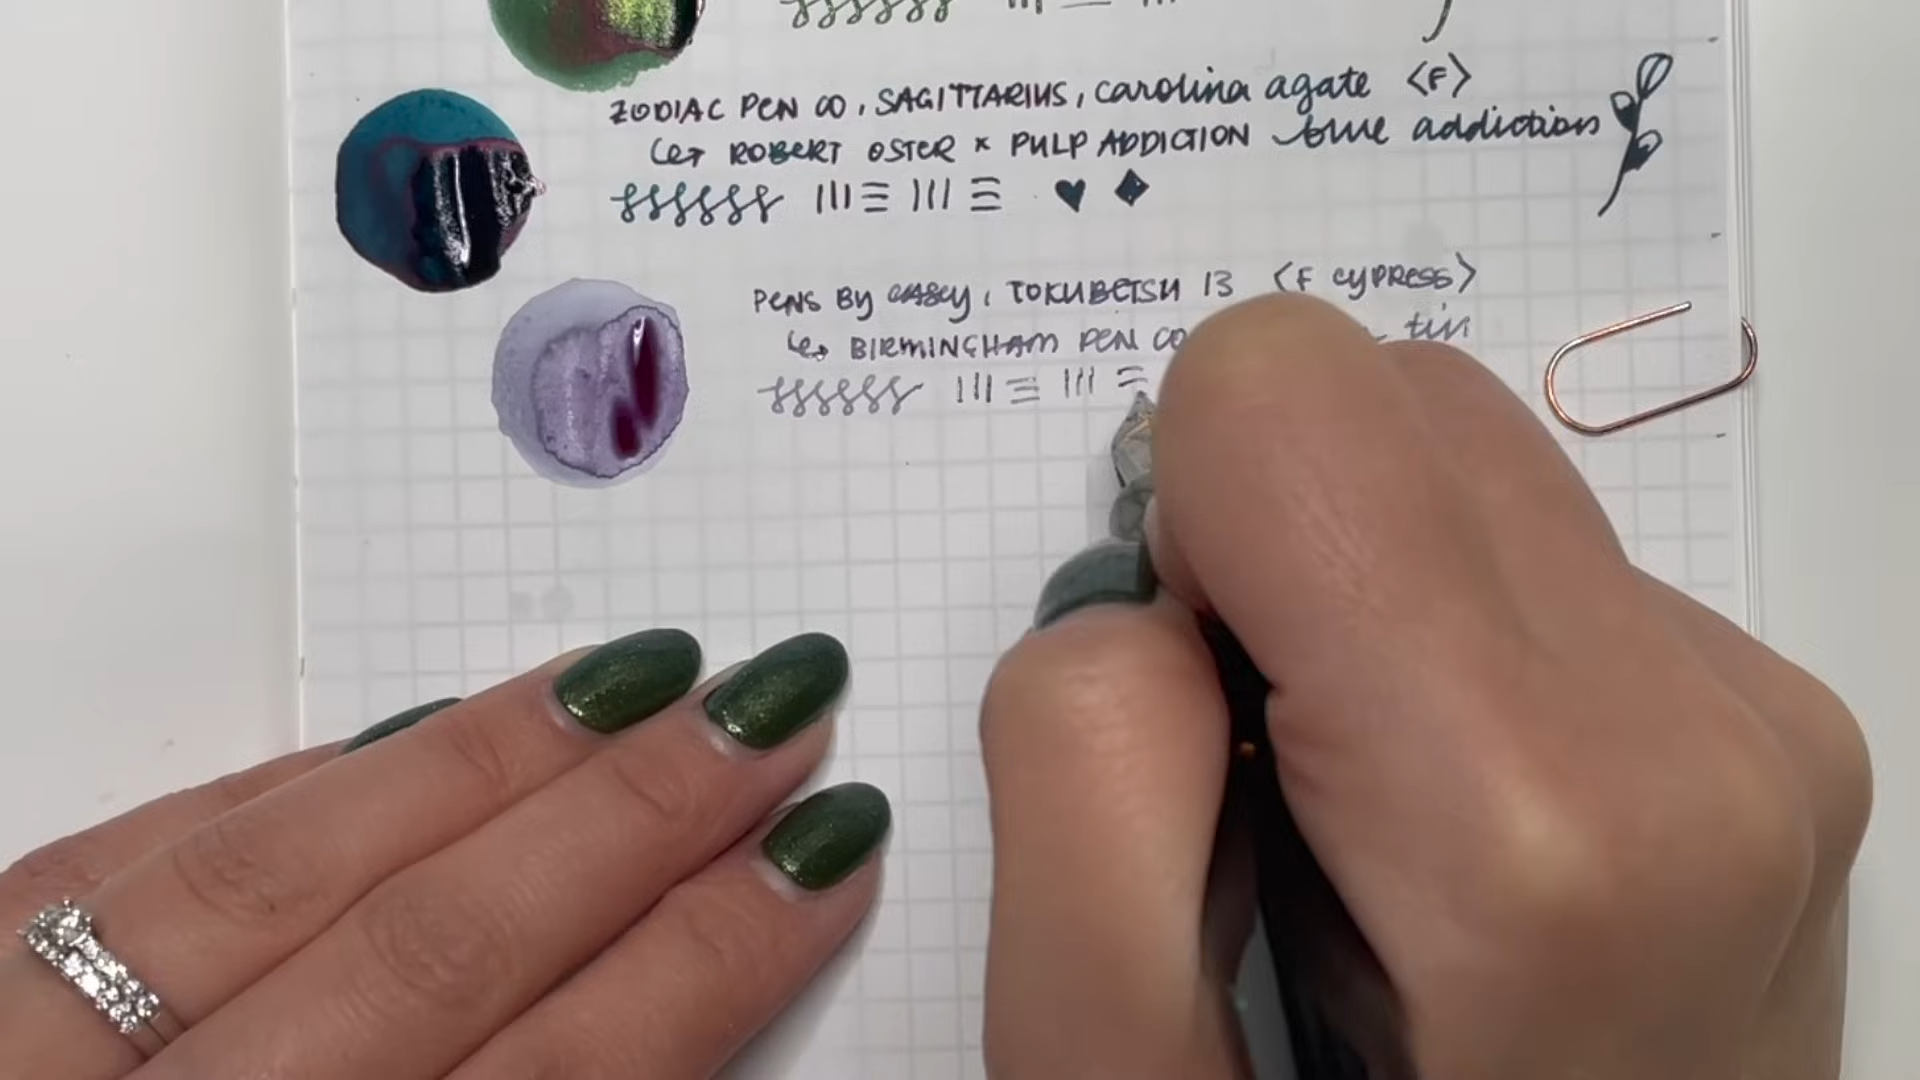 ZODIAC PEN CO, SAGITTARIUS, carolina agate <F>
ROBERT OSTER x PULP ADDICTION blue addiction
PENS BY CASEY, TOKUBETSU 13 <F CYPRESS>
BIRMINGHAM PEN CO tin